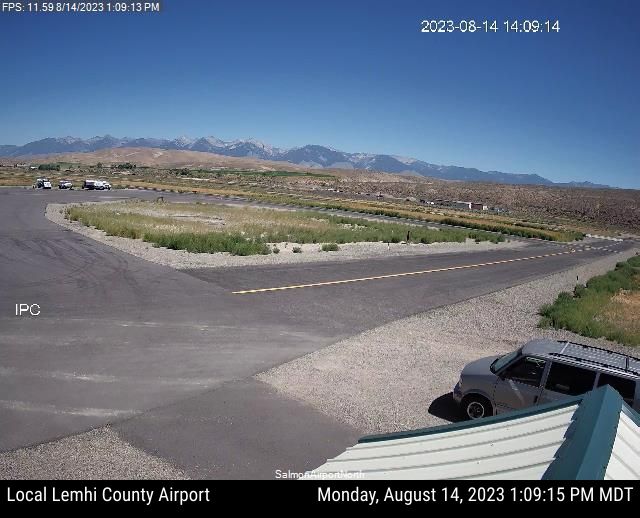 FPS: 11.59 8/14/2023 1:09:13 PM
2023-08-14 14:09:14
IPC
SalmonAirportNorth
Local Lemhi County Airport
Monday, August 14, 2023 1:09:15 PM MDT